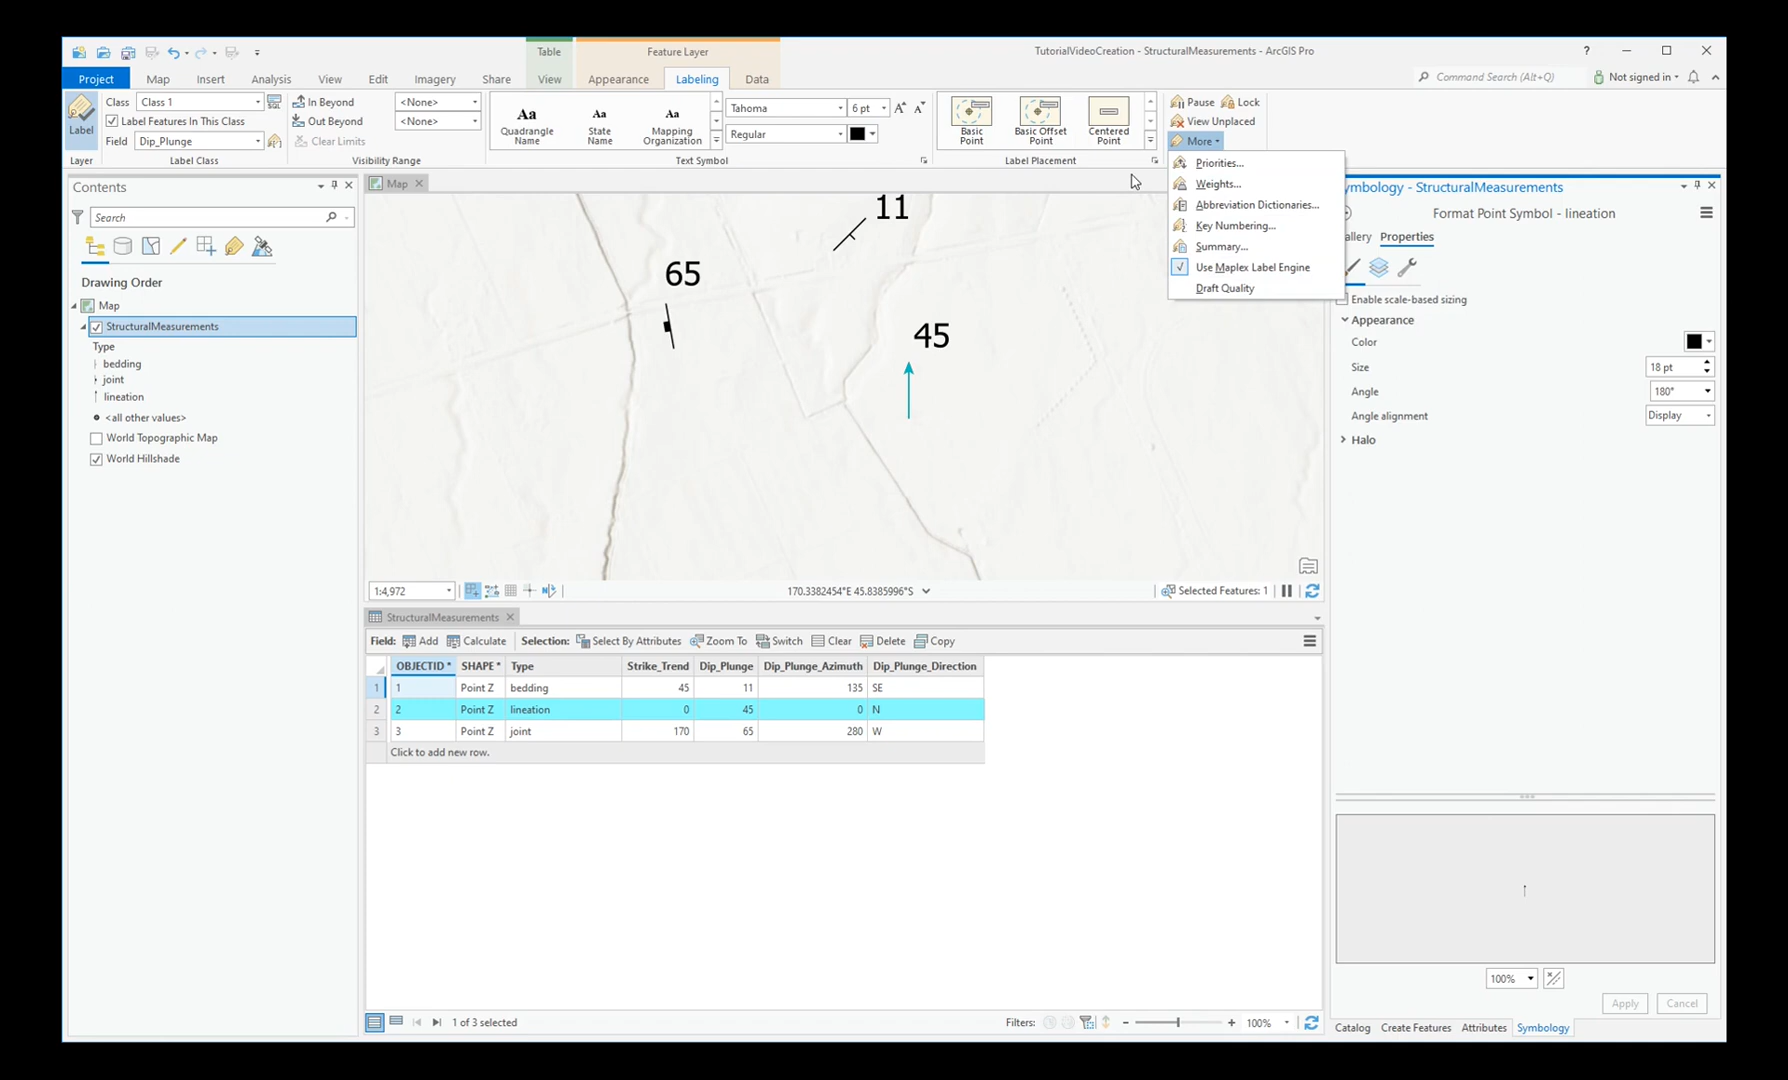 Table
Feature Layer
TutorialVideoCreation - StructuralMeasurements - ArcGIS Pro
?
Project
Map
Insert
Analysis
View
Edit
Imagery
Share
View
Appearance
Labeling
Data
Command Search (Alt+Q)
Not signed in
Class
Class 1
SQL
In Beyond
<None>
Label Features In This Class
Out Beyond
<None>
Field
Dip_Plunge
Clear Limits
Label
Layer
Label Class
Visibility Range
Aa
Quadrangle
Name
Aa
State
Name
Aa
Mapping
Organization
Tahoma
6 pt
A
A
Regular
Text Symbol
Basic
Point
Basic Offset
Point
Centered
Point
Label Placement
Pause
Lock
View Unplaced
More
Priorities...
Weights...
Abbreviation Dictionaries...
Key Numbering...
Summary...
Use Maplex Label Engine
Draft Quality
Contents
Search
Drawing Order
Map
StructuralMeasurements
Type
bedding
joint
lineation
<all other values>
World Topographic Map
World Hillshade
Map
11
65
45
1:4,972
170.3382454°E 45.8385996°S
Selected Features: 1
StructuralMeasurements
Field:
Add
Calculate
Selection:
Select By Attributes
Zoom To
Switch
Clear
Delete
Copy
OBJECTID *
SHAPE *
Type
Strike_Trend
Dip_Plunge
Dip_Plunge_Azimuth
Dip_Plunge_Direction
1 1 Point Z bedding 45 11 135 SE
2 2 Point Z lineation 0 45 0 N
3 3 Point Z joint 170 65 280 W
Click to add new row.
1 of 3 selected
Filters:
100%
ymbology - StructuralMeasurements
Format Point Symbol - lineation
allery
Properties
Enable scale-based sizing
Appearance
Color
Size
18 pt
Angle
180°
Angle alignment
Display
Halo
100%
Apply
Cancel
Catalog
Create Features
Attributes
Symbology